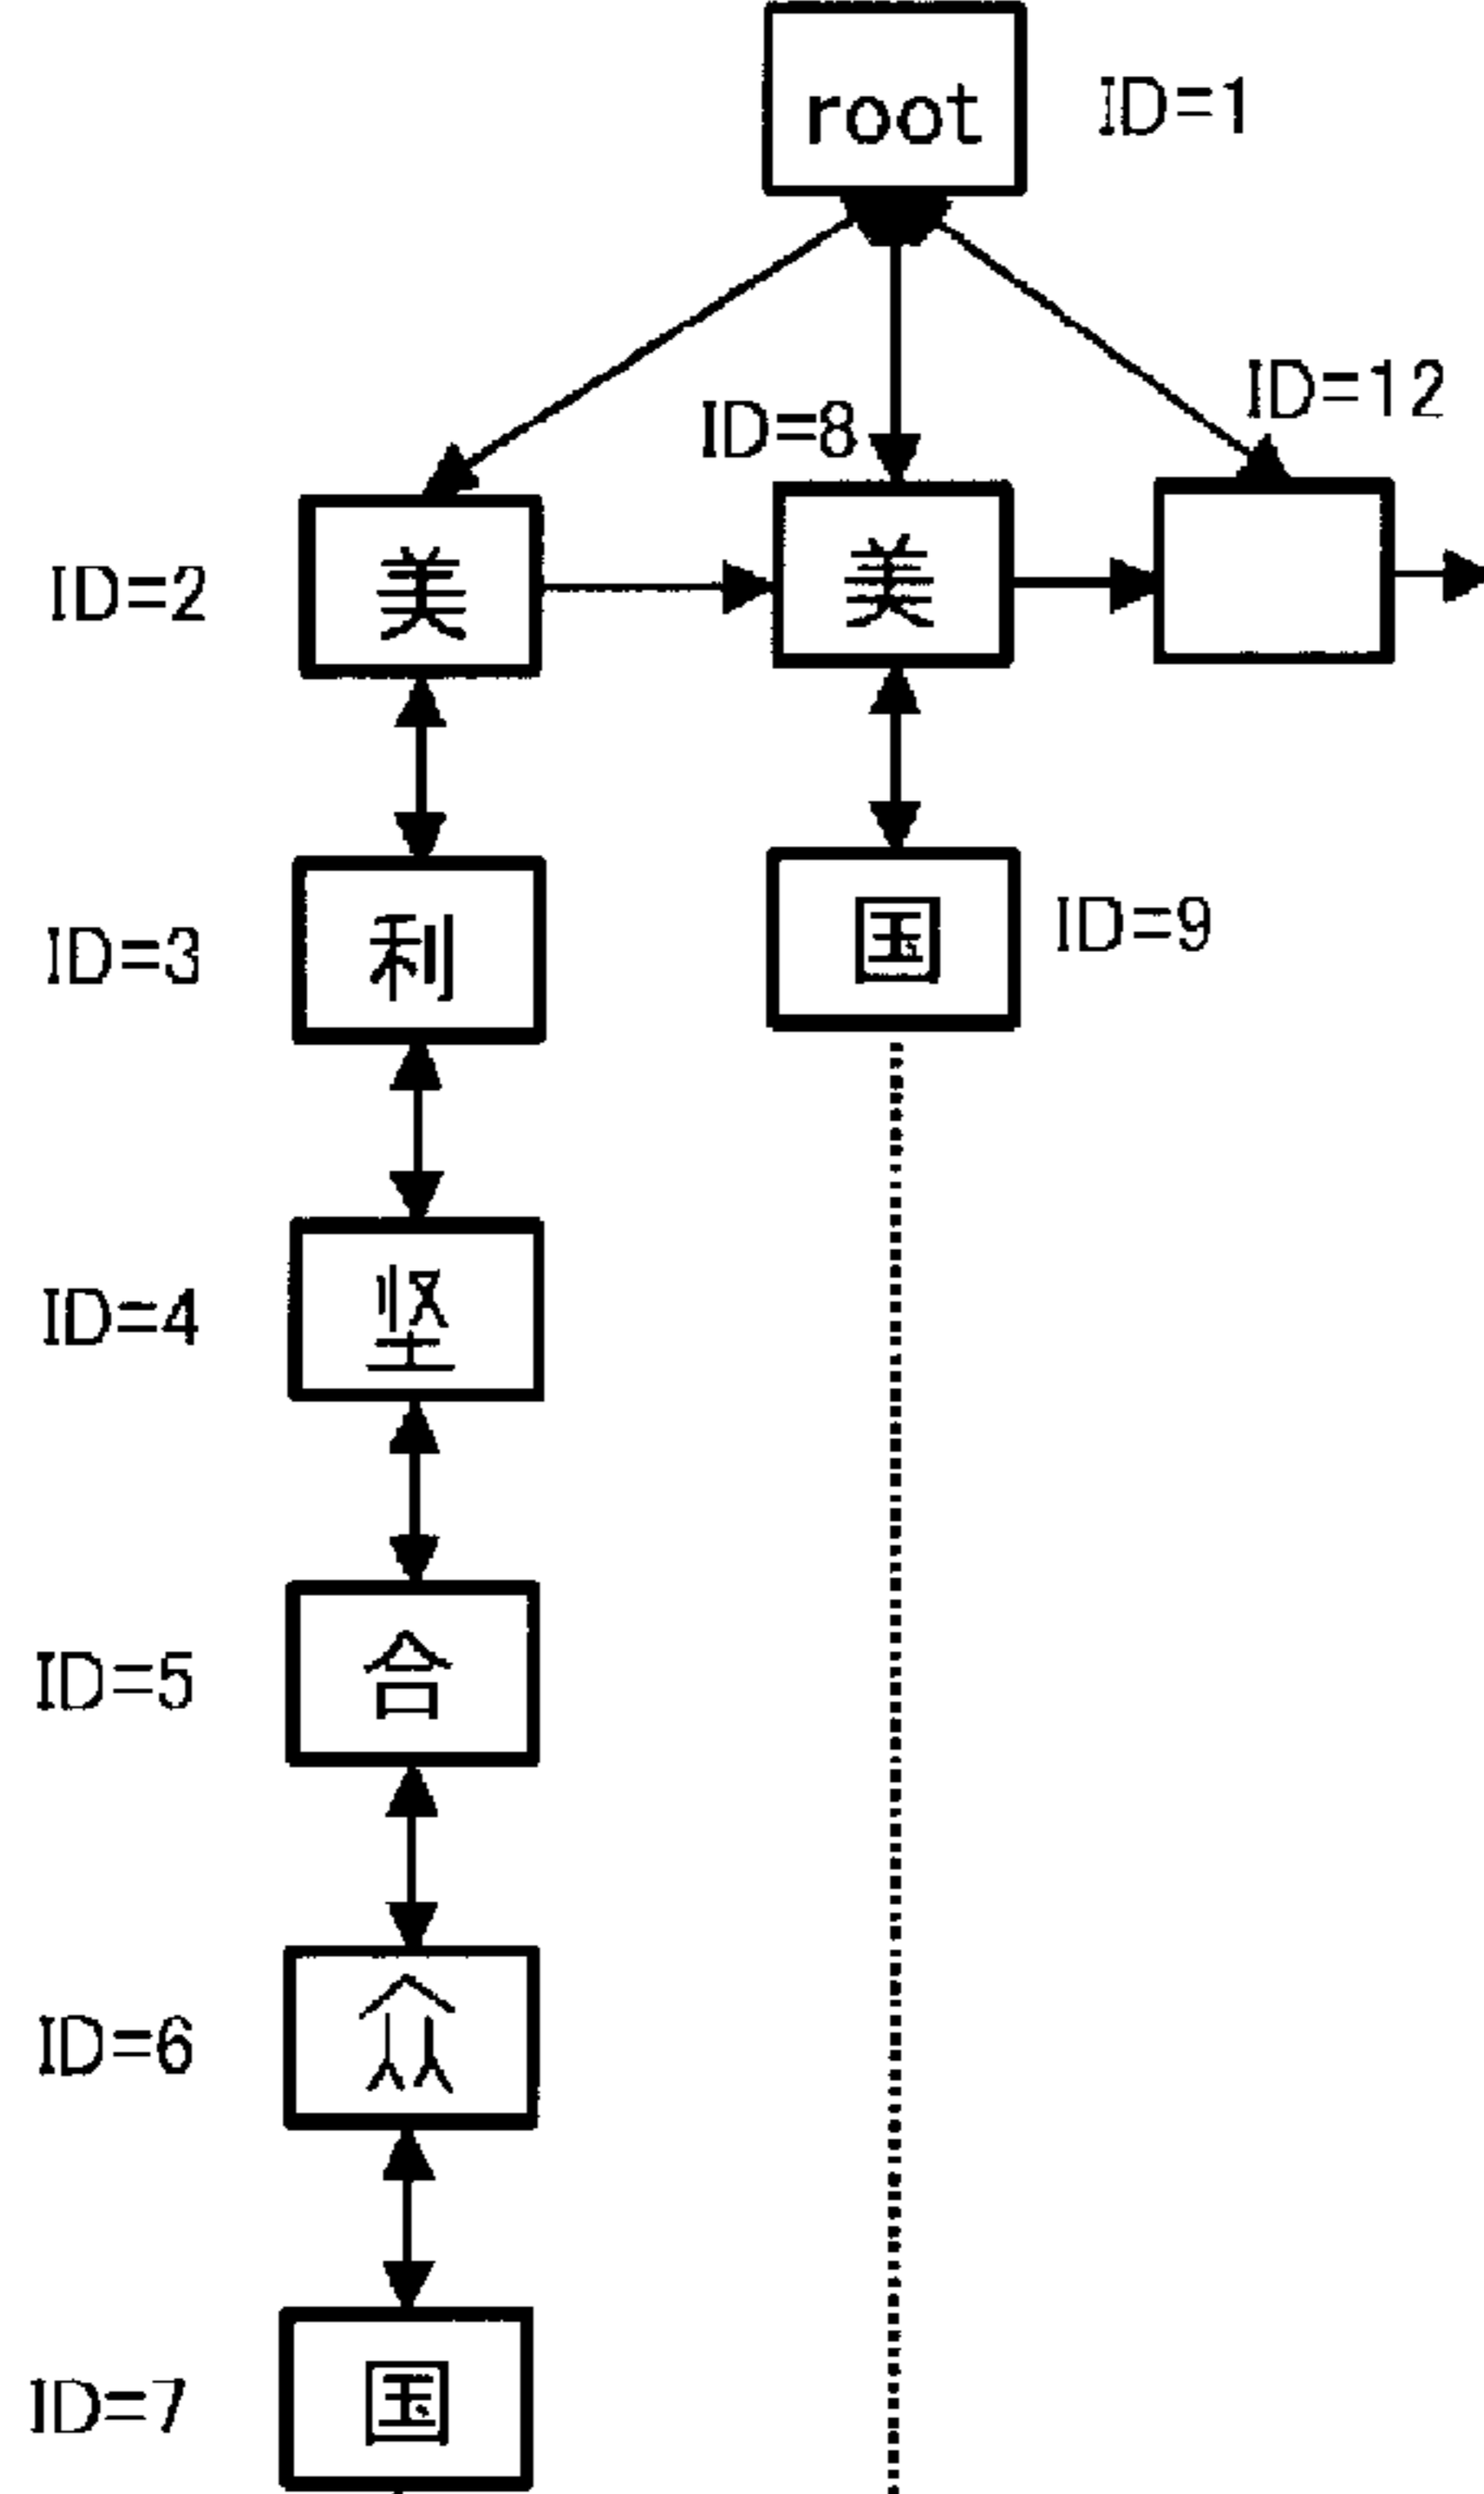 root ID=1
ID=12
ID=8
ID=2 美 美
ID=3 利 国 ID=9
ID=4 坚
ID=5 合
ID=6 众
ID=7 国